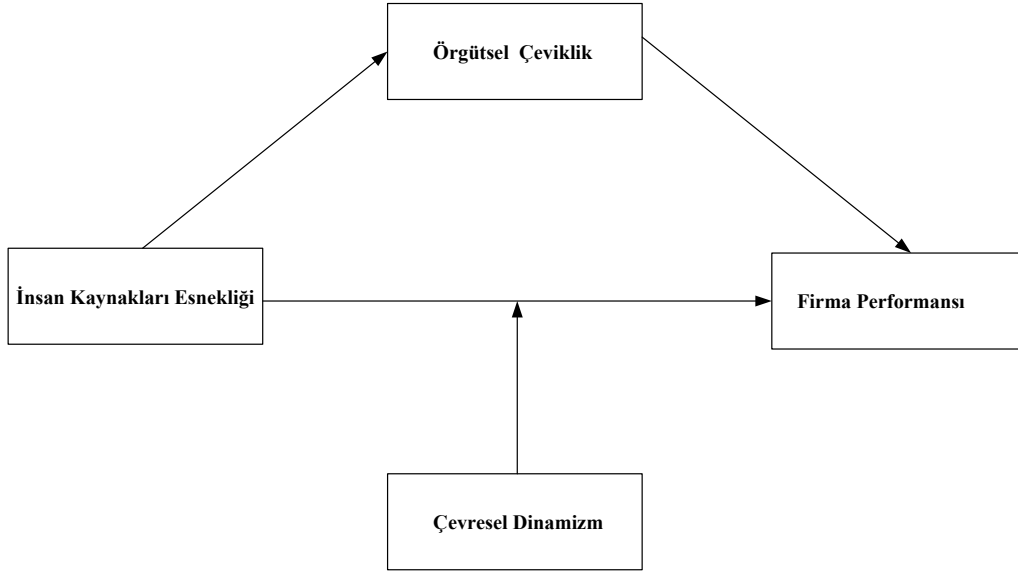 Örgütsel Çeviklik
İnsan Kaynakları Esnekliği
Firma Performansı
Çevresel Dinamizm